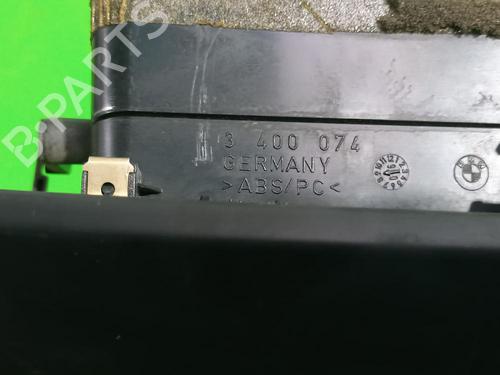 B-PARTS
3 400 074
GERMANY
>ABS/PC<